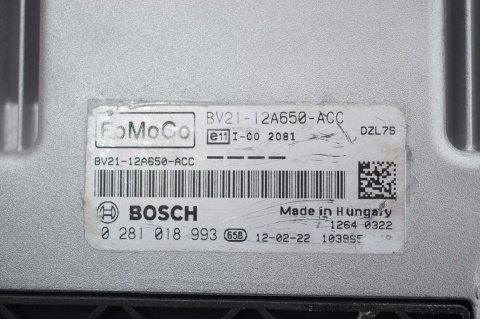 FoMoCo
BV21-12A650-ACC
e11 I-00 2081
DZL7S
BV21-12A650-ACC
BOSCH
Made in Hungary
1264 0322
0 281 018 993 658 12-02-22